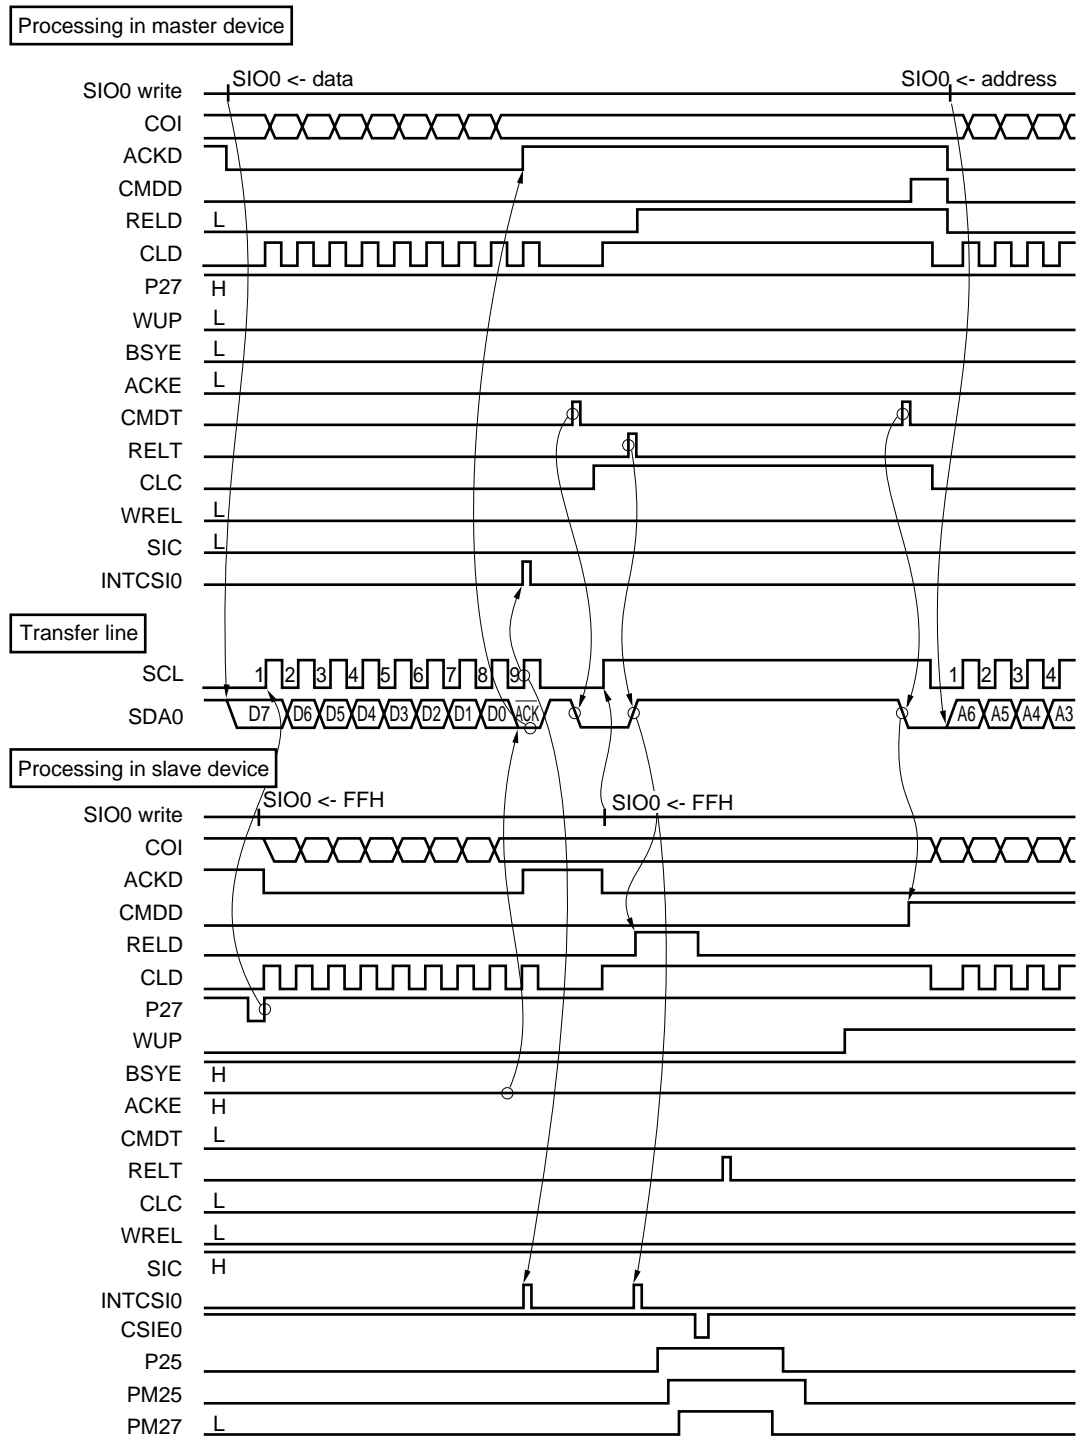 Processing in master device
SIO0 <- data
SIO0 <- address
SIO0 write
COI
ACKD
CMDD
RELD L
CLD
P27 H
WUP L
BSYE L
ACKE L
CMDT
RELT
CLC
WREL L
SIC L
INTCSI0
Transfer line
SCL 1 2 3 4 5 6 7 8 9 1 2 3 4
SDA0 D7 D6 D5 D4 D3 D2 D1 D0 ACK A6 A5 A4 A3
Processing in slave device
SIO0 <- FFH
SIO0 <- FFH
SIO0 write
COI
ACKD
CMDD
RELD
CLD
P27
WUP
BSYE H
ACKE H
CMDT L
RELT
CLC L
WREL L
SIC H
INTCSI0
CSIE0
P25
PM25
PM27 L